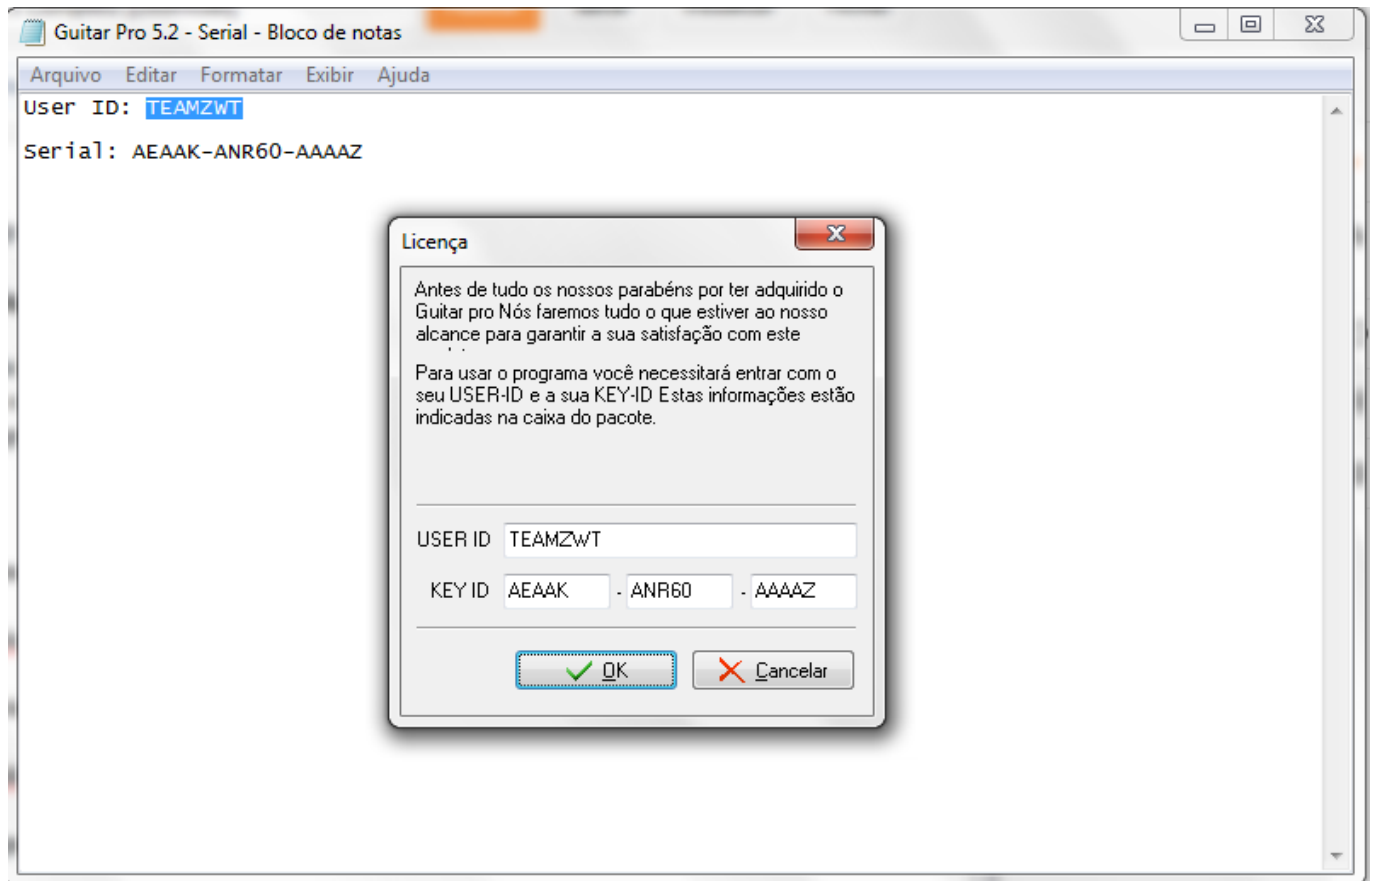 Guitar Pro 5.2 - Serial - Bloco de notas
Arquivo Editar Formatar Exibir Ajuda
User ID: TEAMZWT
Serial: AEAAK-ANR60-AAAAZ
Licença
Antes de tudo os nossos parabéns por ter adquirido o
Guitar pro Nós faremos tudo o que estiver ao nosso
alcance para garantir a sua satisfação com este
Para usar o programa você necessitará entrar com o
seu USER-ID e a sua KEY-ID Estas informações estão
indicadas na caixa do pacote.
USER ID TEAMZWT
KEY ID AEAAK - ANR60 - AAAAZ
OK Cancelar